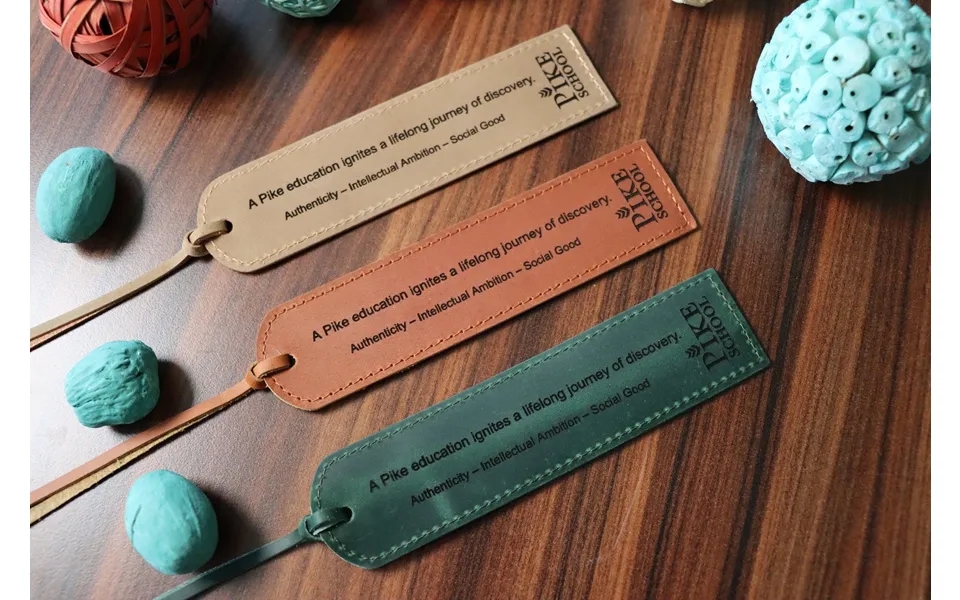 A Pike education ignites a lifelong journey of discovery.
Authenticity – Intellectual Ambition – Social Good
PIKE
SCHOOL
A Pike education ignites a lifelong journey of discovery.
Authenticity – Intellectual Ambition – Social Good
PIKE
SCHOOL
A Pike education ignites a lifelong journey of discovery.
Authenticity – Intellectual Ambition – Social Good
PIKE
SCHOOL